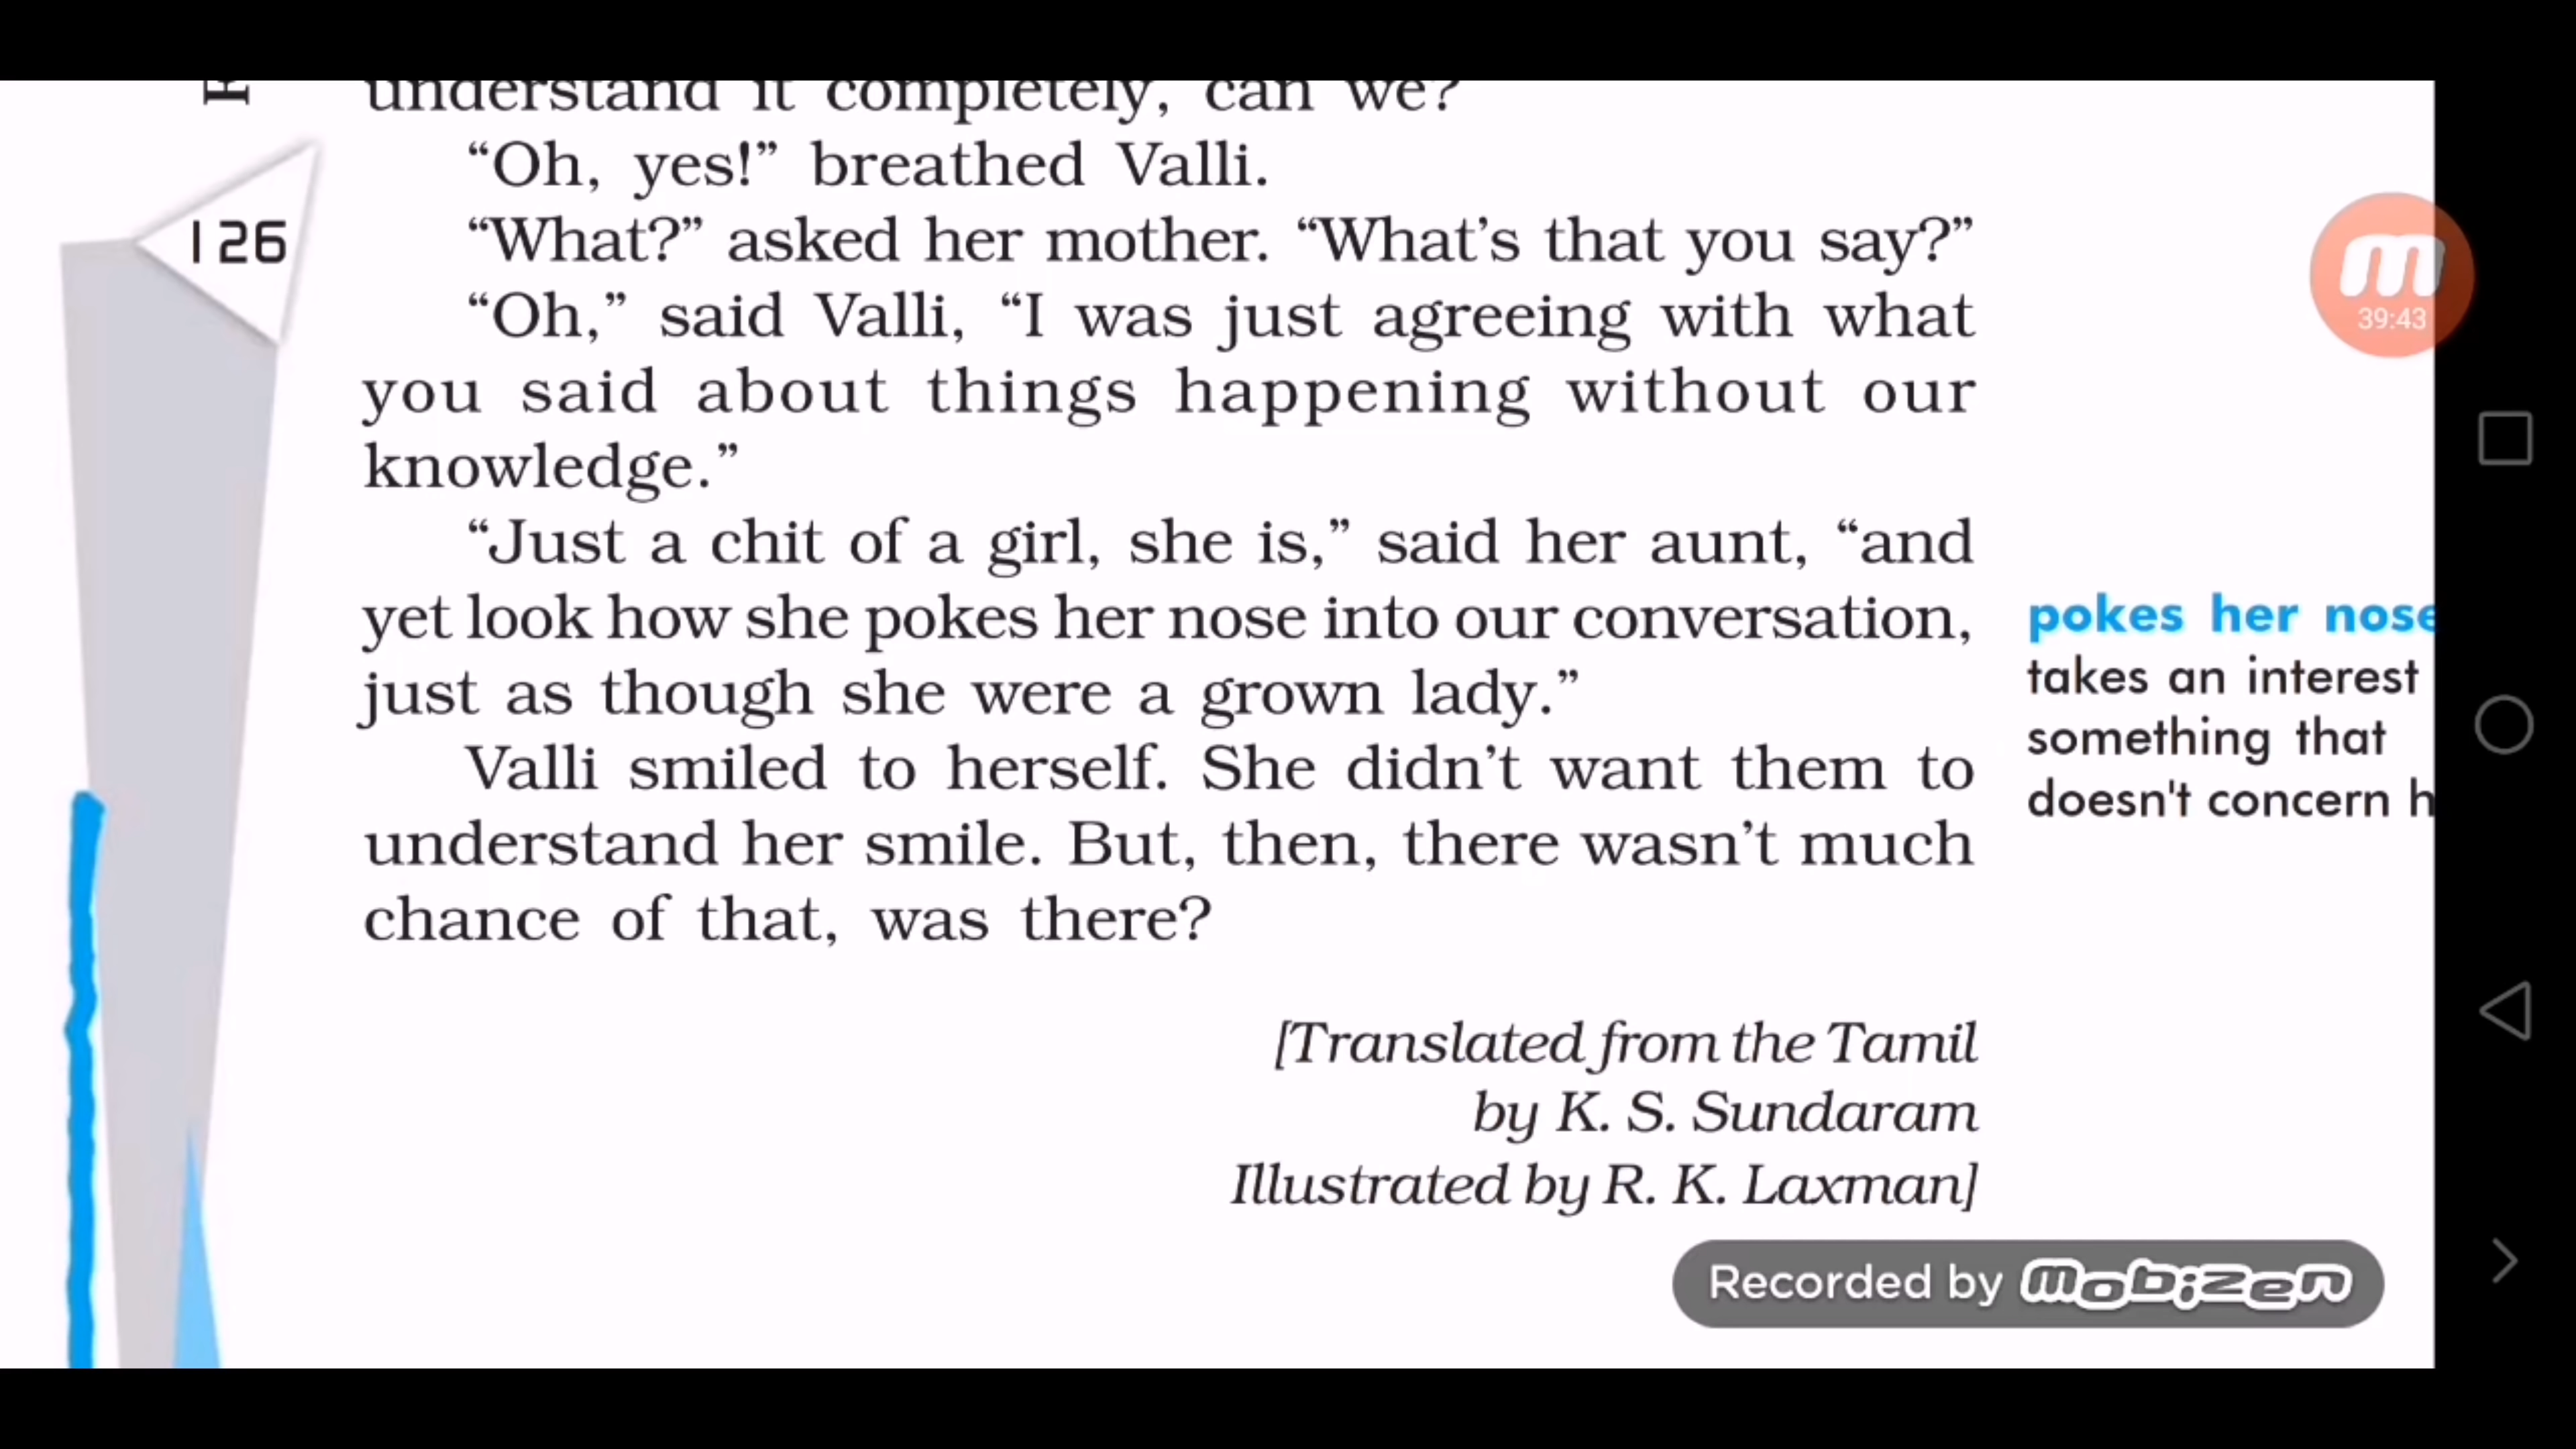 understand it completely, can we?
“Oh, yes!” breathed Valli.
126
“What?” asked her mother. “What’s that you say?”
“Oh,” said Valli, “I was just agreeing with what
you said about things happening without our
knowledge.”
“Just a chit of a girl, she is,” said her aunt, “and
yet look how she pokes her nose into our conversation,
just as though she were a grown lady.”
Valli smiled to herself. She didn’t want them to
understand her smile. But, then, there wasn’t much
chance of that, was there?
[Translated from the Tamil
by K. S. Sundaram
Illustrated by R. K. Laxman]
pokes her nose
takes an interest
something that
doesn't concern h
m
39:43
Recorded by mobizen